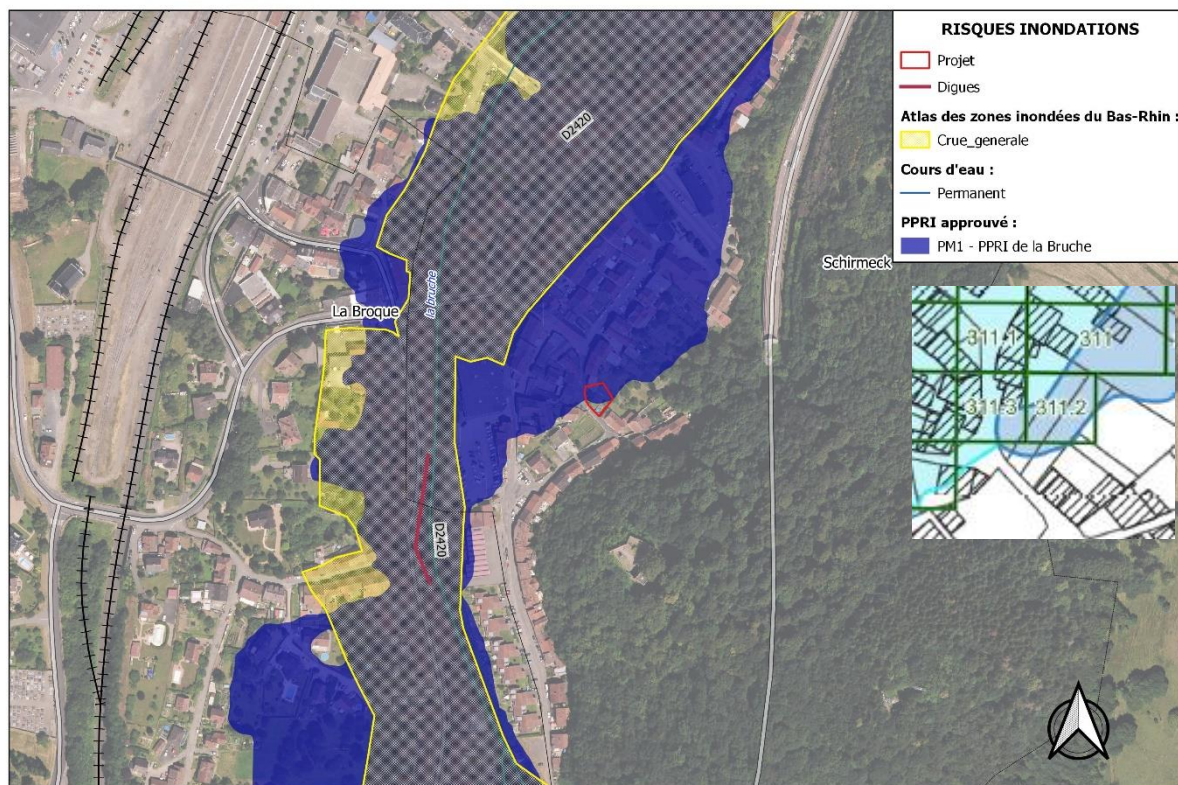 RISQUES INONDATIONS
Projet
Digues
Atlas des zones inondées du Bas-Rhin :
Crue_generale
Cours d'eau :
Permanent
PPRI approuvé :
PM1 - PPRI de la Bruche
D2420
la bruche
Schirmeck
La Broque
311.1
311
311.3
311.2
D2420